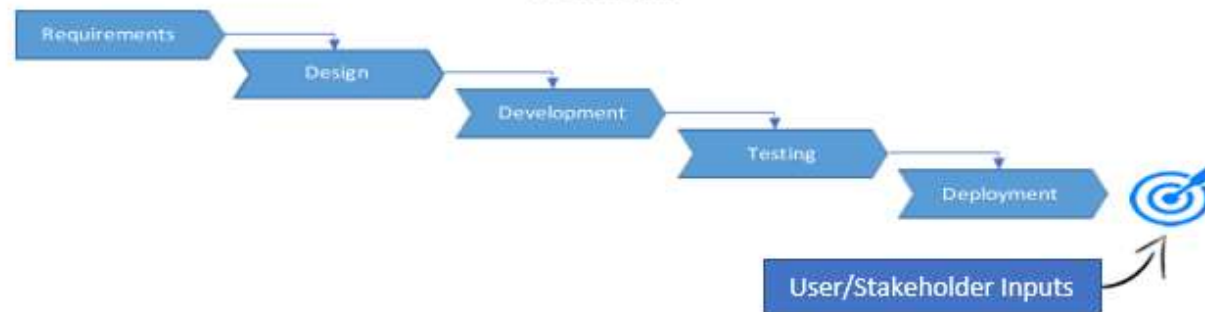 Requirements
Design
Development
Testing
Deployment
User/Stakeholder Inputs